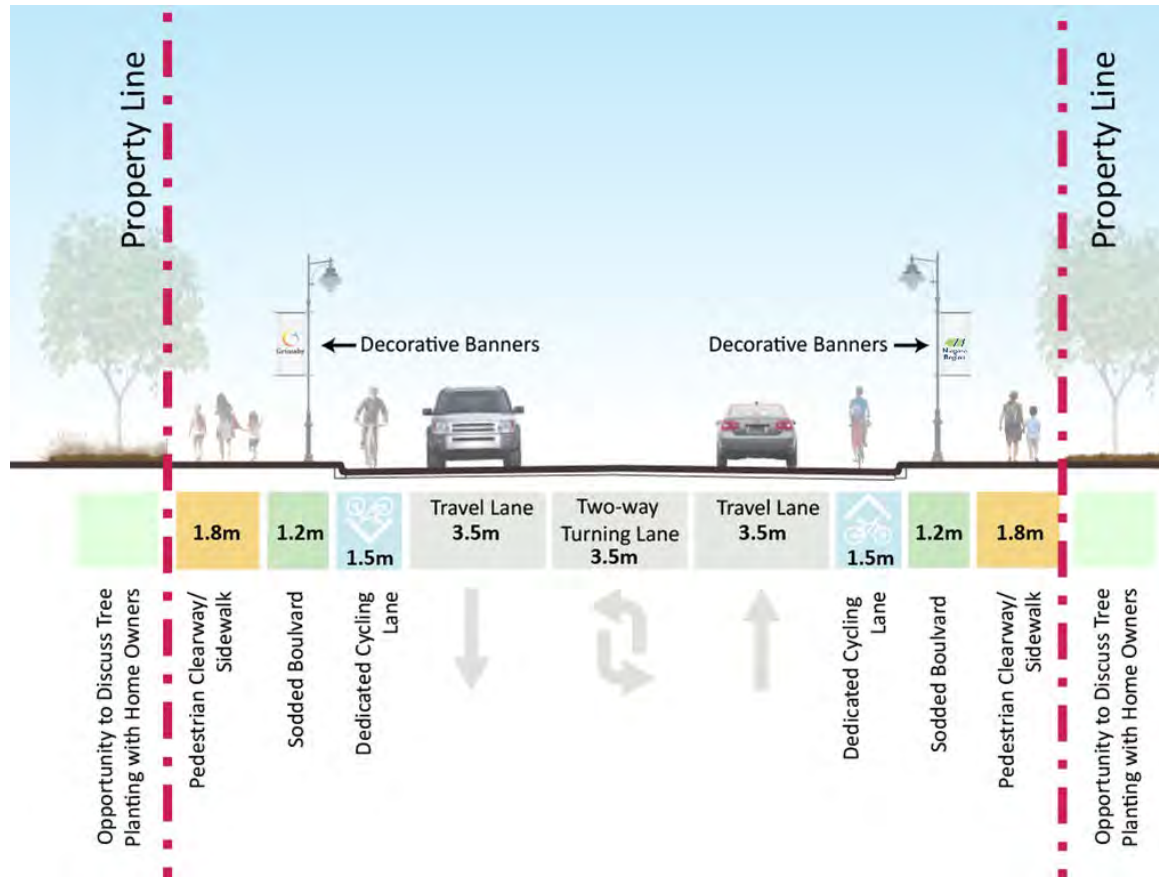 Property Line
Property Line
Grimsby
Decorative Banners
Decorative Banners
Niagara
Region
1.8m
1.2m
1.5m
Travel Lane
3.5m
Two-way
Turning Lane
3.5m
Travel Lane
3.5m
1.5m
1.2m
1.8m
Opportunity to Discuss Tree
Planting with Home Owners
Pedestrian Clearway/
Sidewalk
Sodded Boulvard
Dedicated Cycling
Lane
Dedicated Cycling
Lane
Sodded Boulvard
Pedestrian Clearway/
Sidewalk
Opportunity to Discuss Tree
Planting with Home Owners